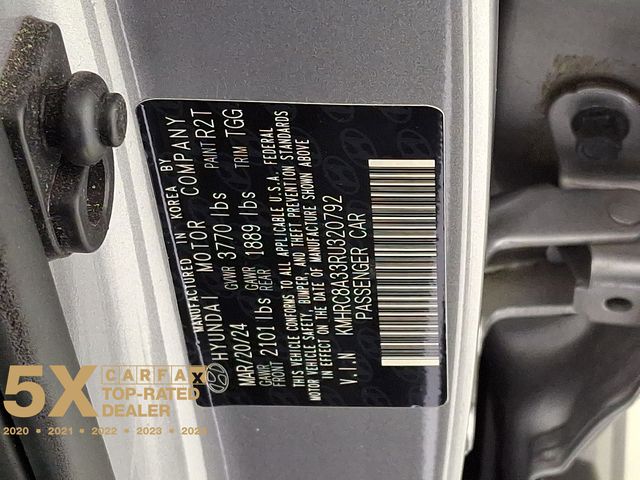 MANUFACTURED IN KOREA BY
HYUNDAI MOTOR COMPANY
MAR/20/24 GVWR 3770 lbs PAINT R2T
GAWR FRONT 2101 lbs GAWR REAR 1889 lbs TRIM TGG
THIS VEHICLE CONFORMS TO ALL APPLICABLE U.S.A. FEDERAL
MOTOR VEHICLE SAFETY, BUMPER, AND THEFT PREVENTION STANDARDS
IN EFFECT ON THE DATE OF MANUFACTURE SHOWN ABOVE
V.I.N KMHRC8A33RU320792
PASSENGER CAR
5X CARFAX
TOP-RATED
DEALER
2020 • 2021 • 2022 • 2023 • 2024